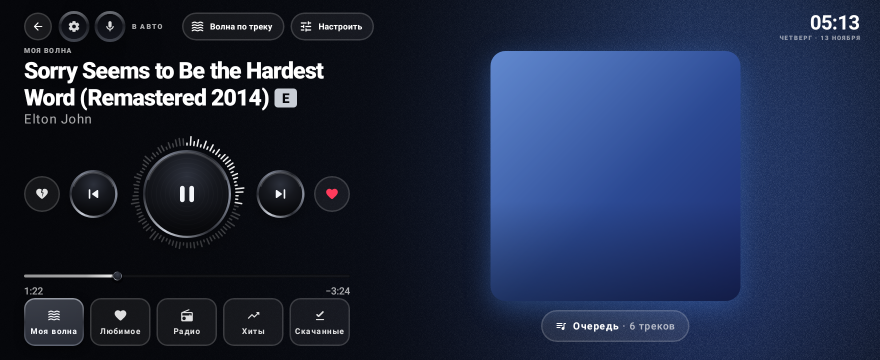 В АВТО
Волна по треку
Настроить
05:13
ЧЕТВЕРГ · 13 НОЯБРЯ
МОЯ ВОЛНА
Sorry Seems to Be the Hardest
Word (Remastered 2014) E
Elton John
1:22
−3:24
Моя волна
Любимое
Радио
Хиты
Скачанные
Очередь · 6 треков